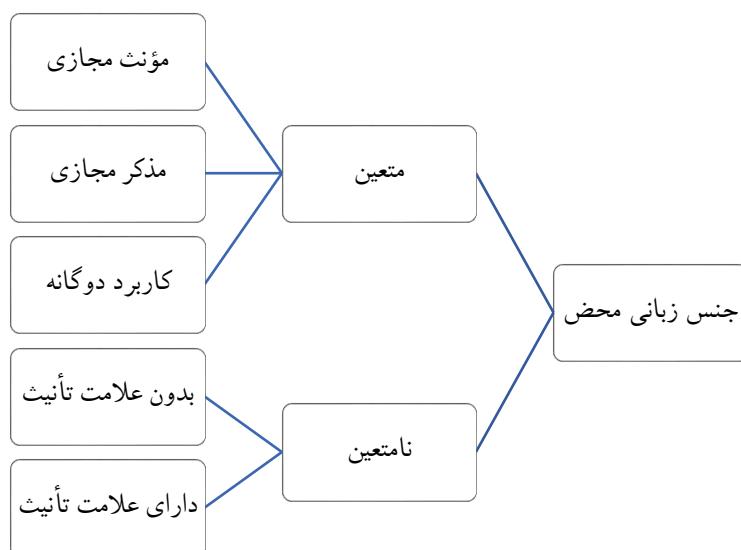 جنس زبانی محض
متعین
مؤنث مجازی
مذکر مجازی
کاربرد دوگانه
نامتعین
بدون علامت تأنیث
دارای علامت تأنیث